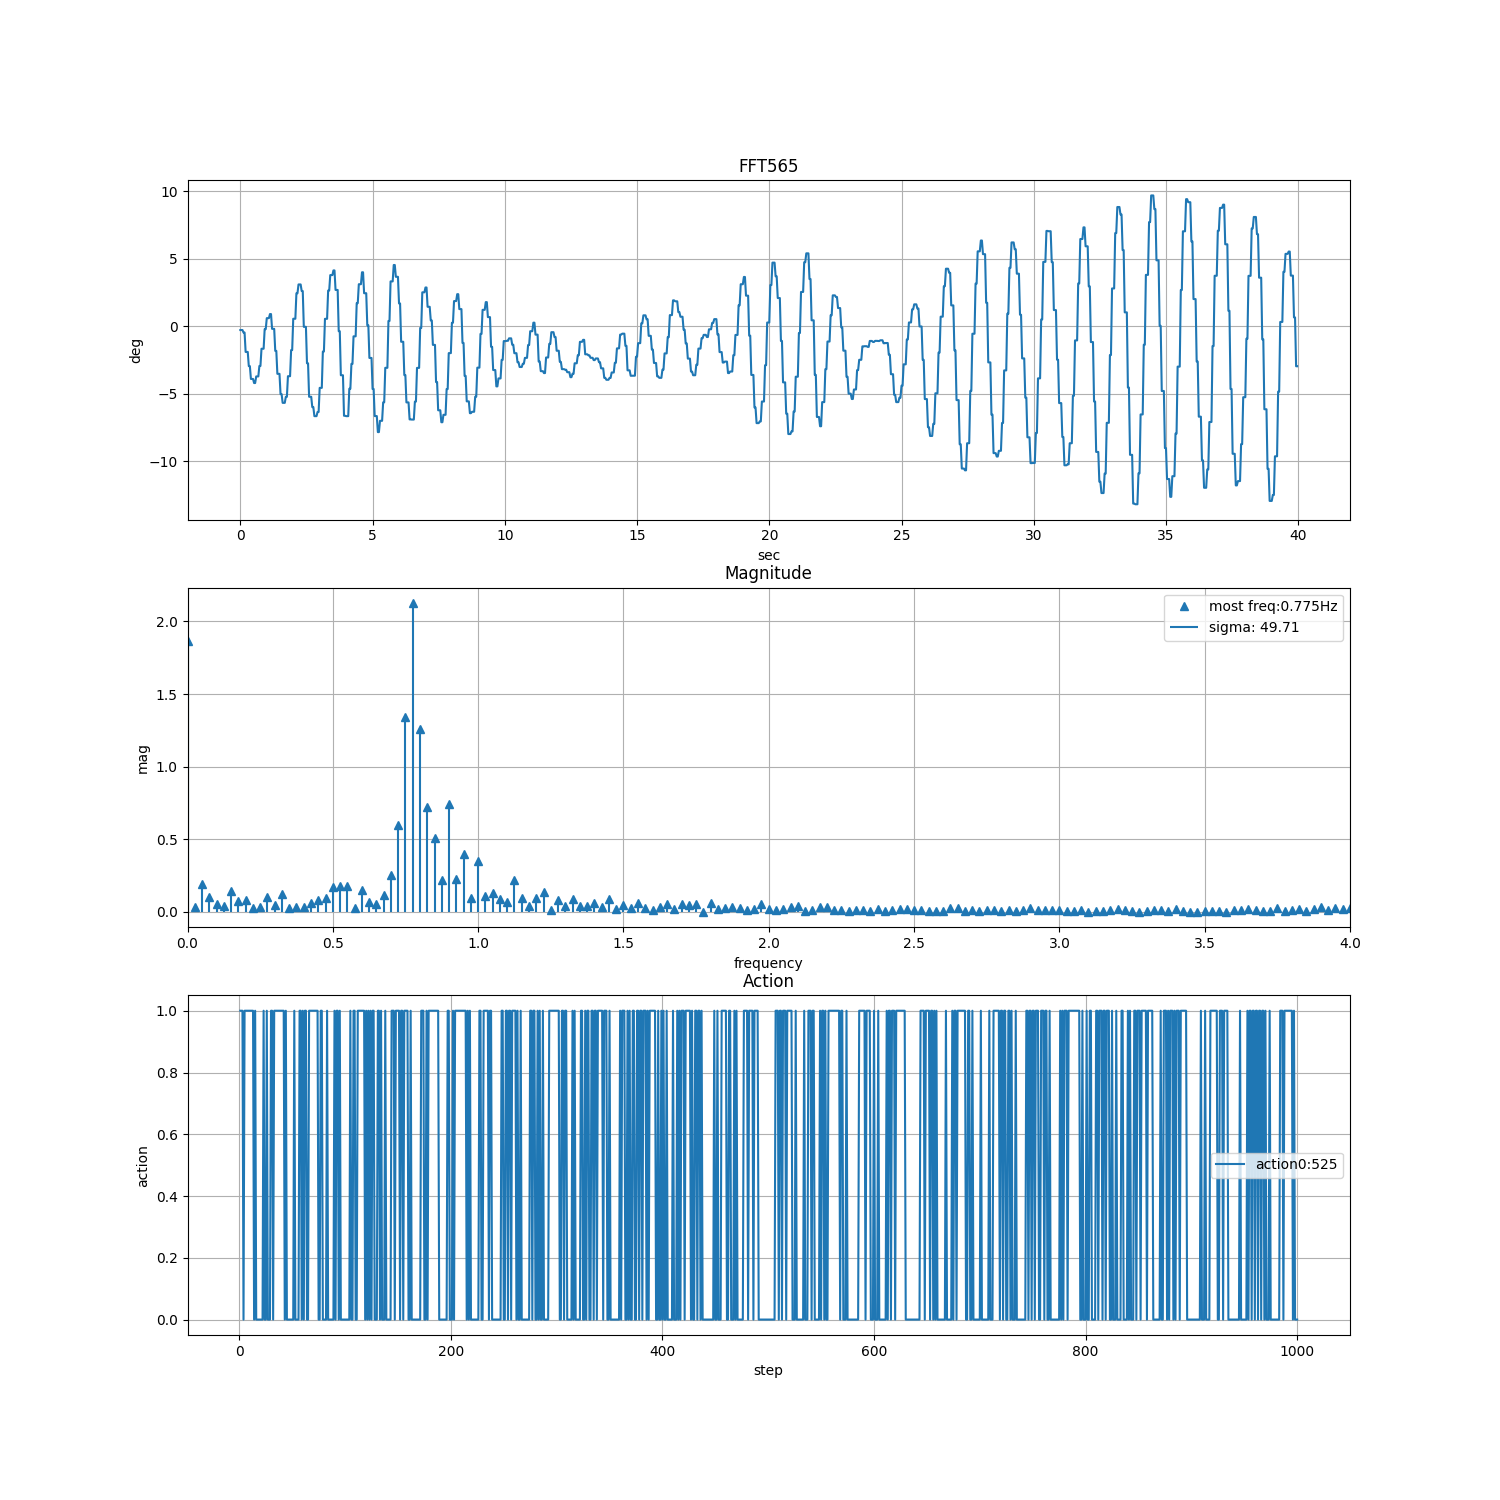 FFT565
10
5
0
−5
−10
deg
0 5 10 15 20 25 30 35 40
sec
Magnitude
most freq:0.775Hz
sigma: 49.71
2.0
1.5
1.0
0.5
0.0
mag
0.0 0.5 1.0 1.5 2.0 2.5 3.0 3.5 4.0
frequency
Action
1.0
0.8
0.6
0.4
0.2
0.0
action
action0:525
0 200 400 600 800 1000
step